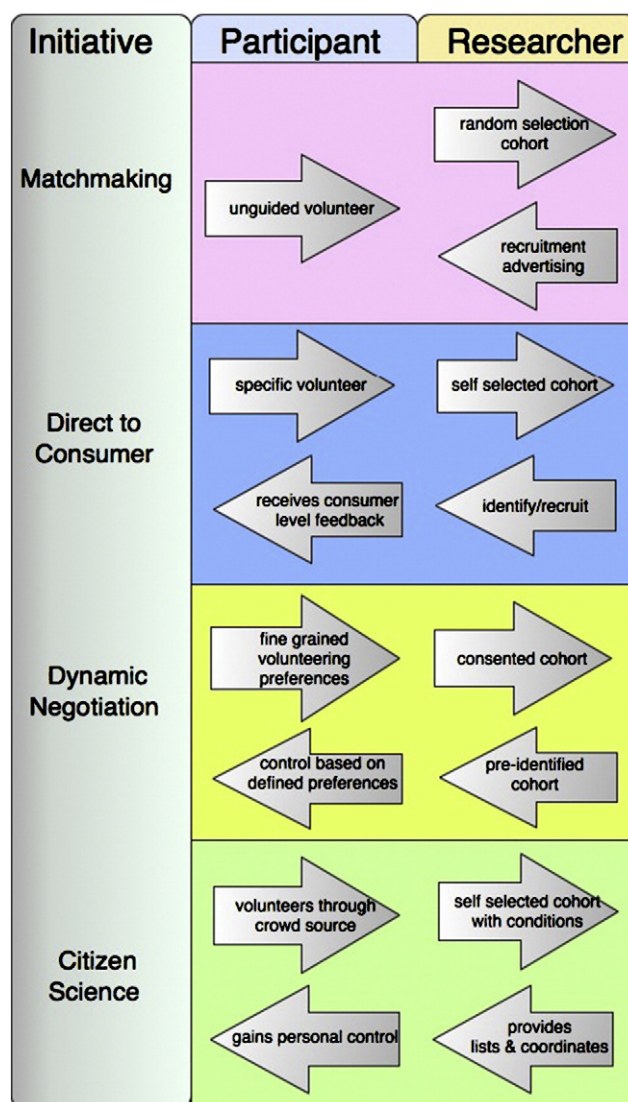 Initiative
Participant
Researcher
Matchmaking
unguided volunteer
random selection
cohort
recruitment
advertising
Direct to
Consumer
specific volunteer
self selected cohort
receives consumer
level feedback
identify/recruit
Dynamic
Negotiation
fine grained
volunteering
preferences
consented cohort
control based on
defined preferences
pre-identified
cohort
Citizen
Science
volunteers through
crowd source
self selected cohort
with conditions
gains personal control
provides
lists & coordinates